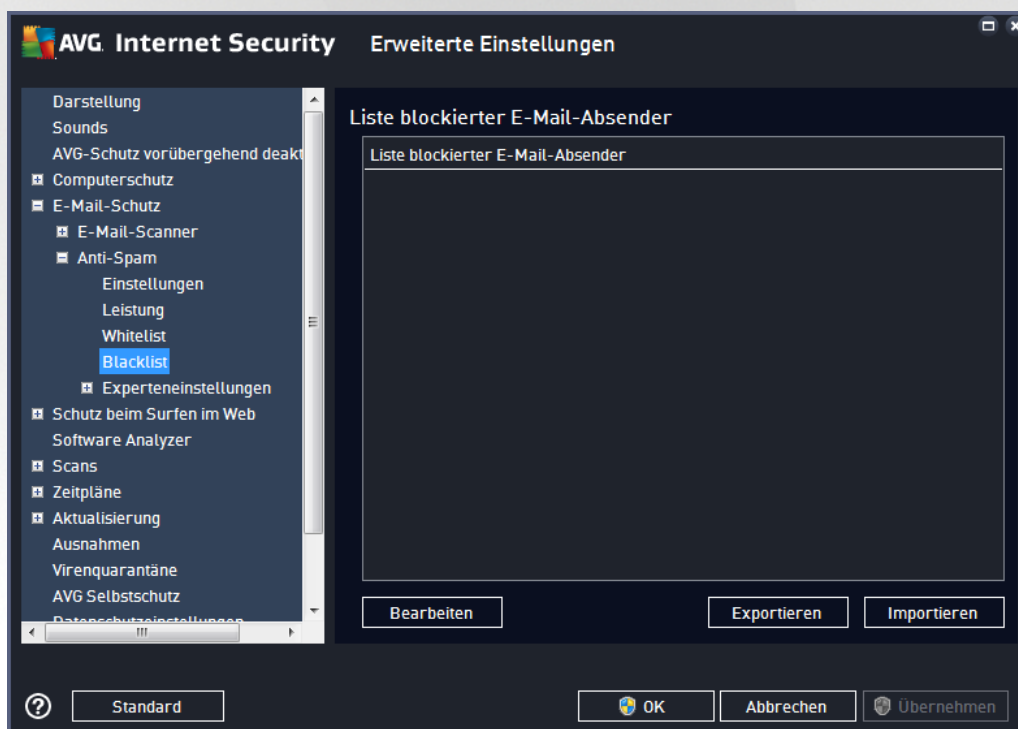 AVG. Internet Security Erweiterte Einstellungen
Darstellung
Sounds
AVG-Schutz vorübergehend deakt
Computerschutz
E-Mail-Schutz
E-Mail-Scanner
Anti-Spam
Einstellungen
Leistung
Whitelist
Blacklist
Experteneinstellungen
Schutz beim Surfen im Web
Software Analyzer
Scans
Zeitpläne
Aktualisierung
Ausnahmen
Virenquarantäne
AVG Selbstschutz
Datenschutzeinstellungen
Liste blockierter E-Mail-Absender
Liste blockierter E-Mail-Absender
Bearbeiten
Exportieren
Importieren
Standard
OK
Abbrechen
Übernehmen